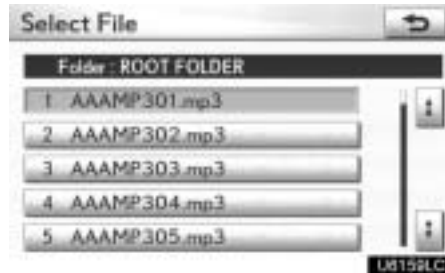 Select File
Folder : ROOT FOLDER
1 AAAMP301.mp3
2 AAAMP302.mp3
3 AAAMP303.mp3
4 AAAMP304.mp3
5 AAAMP305.mp3
U6159LC